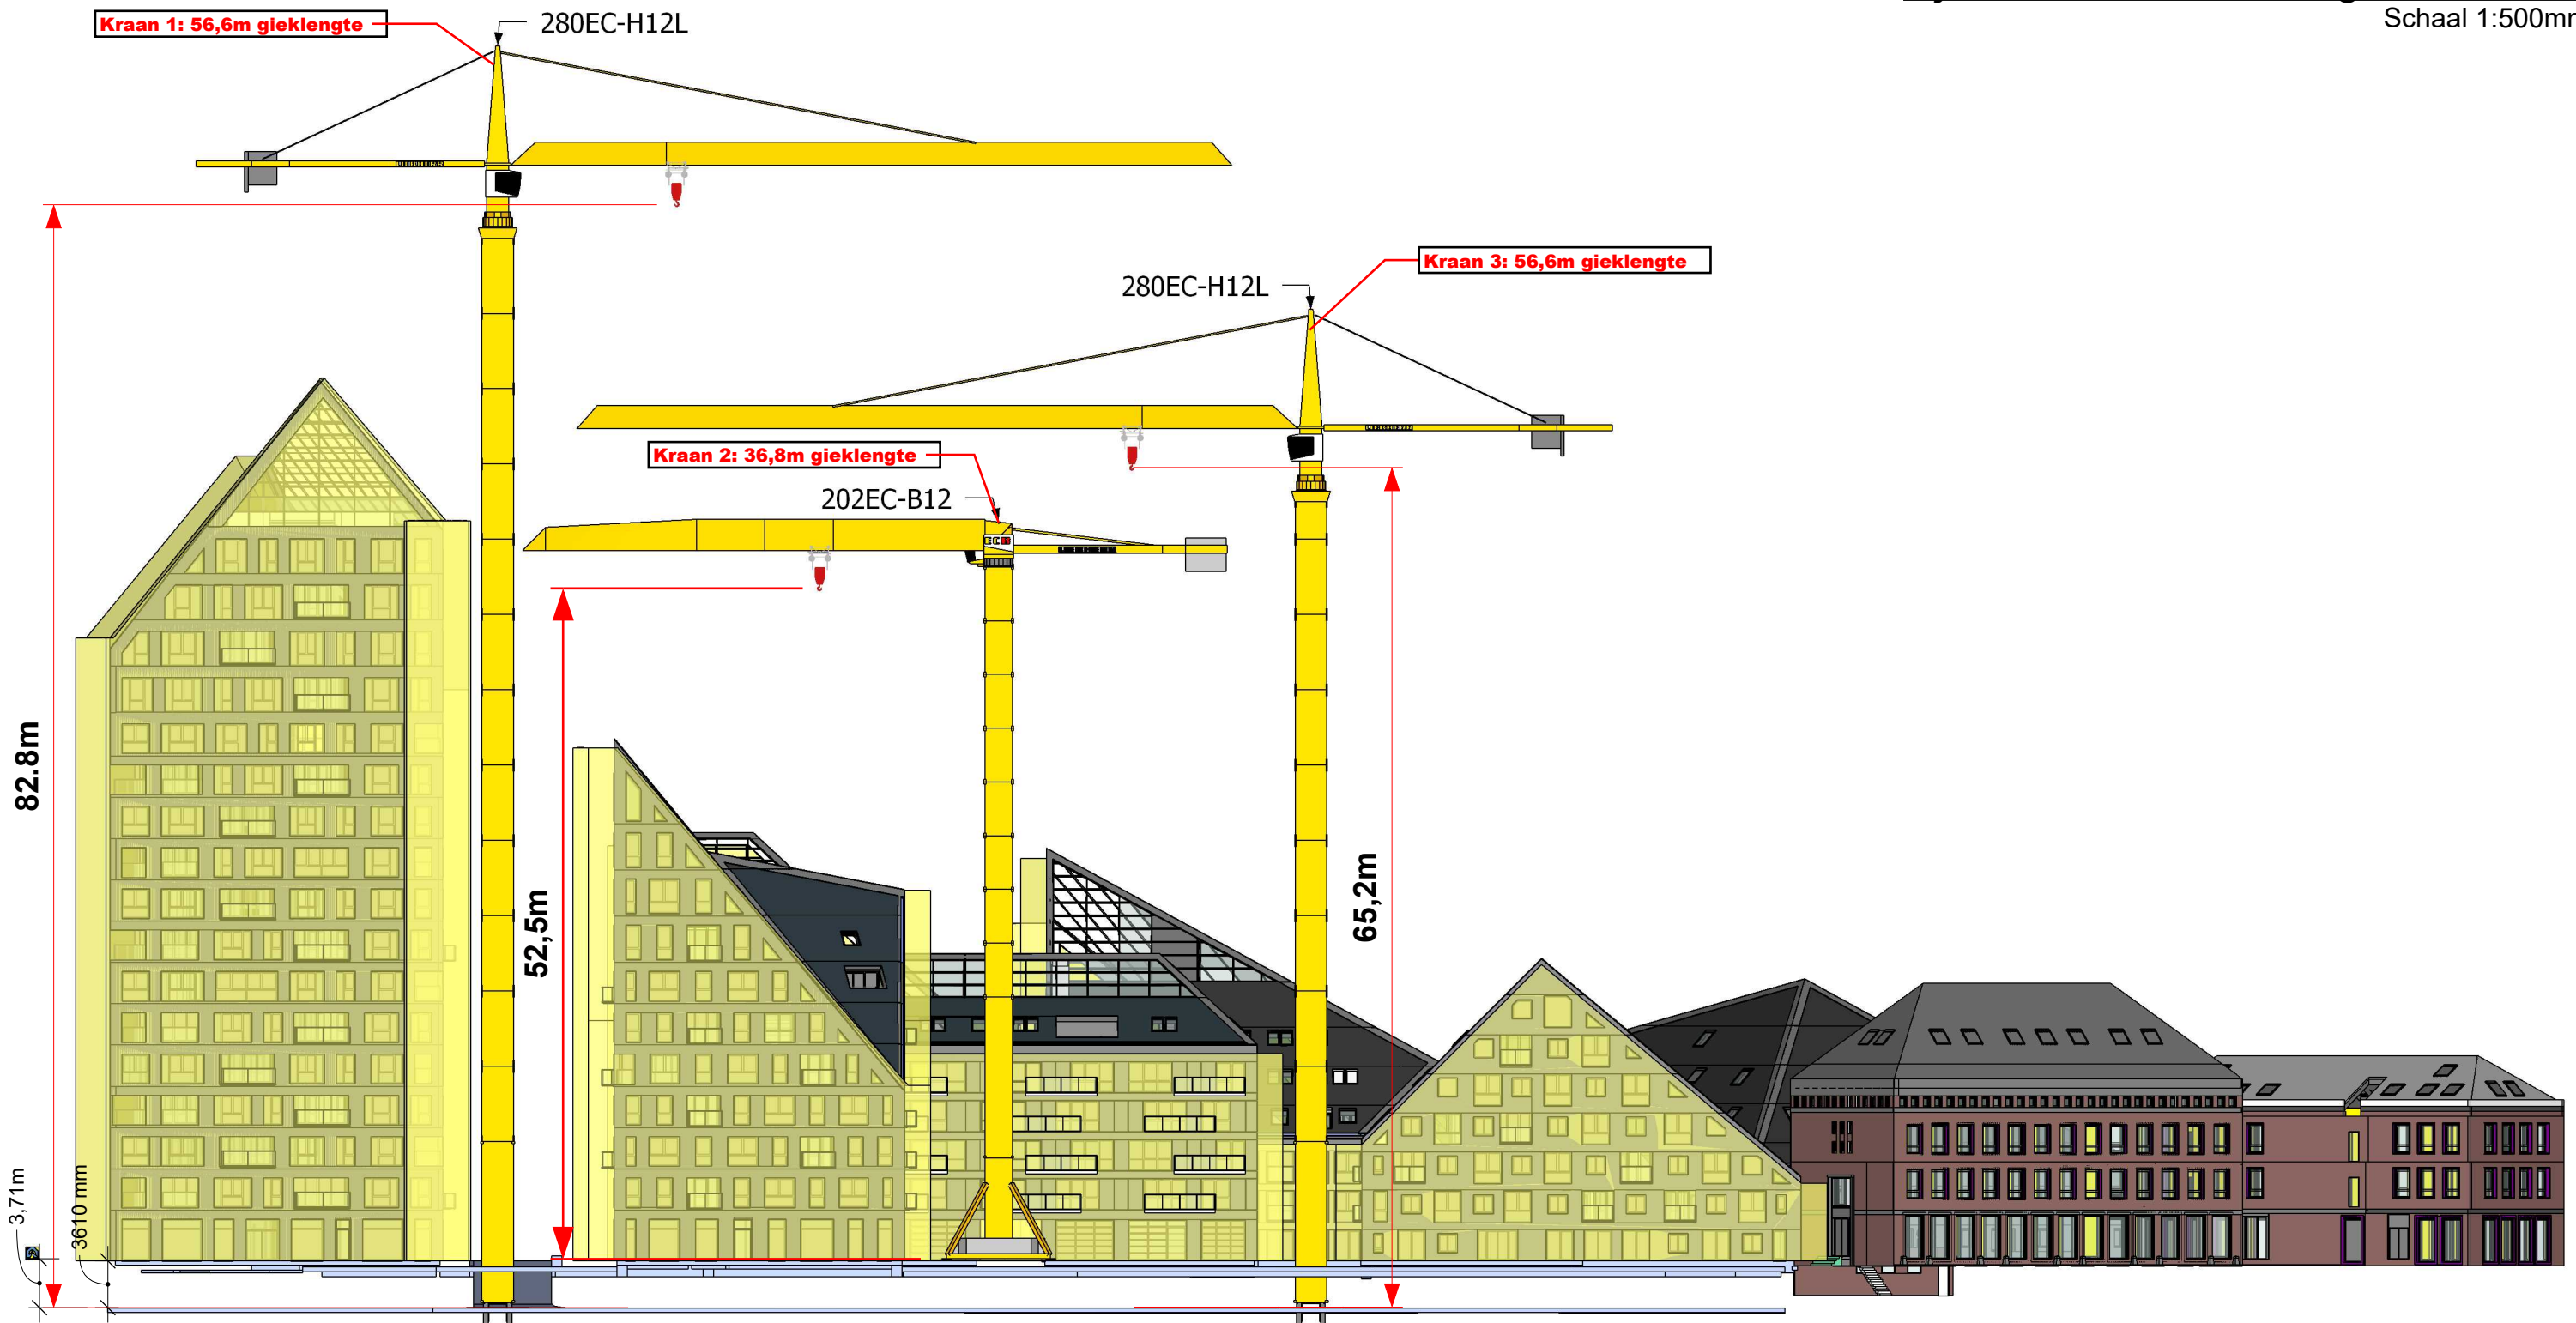 Schaal 1:500m
Kraan 1: 56,6m gieklengte
280EC-H12L
Kraan 3: 56,6m gieklengte
280EC-H12L
Kraan 2: 36,8m gieklengte
202EC-B12
82.8m
52,5m
65,2m
3,71m
3610 mm